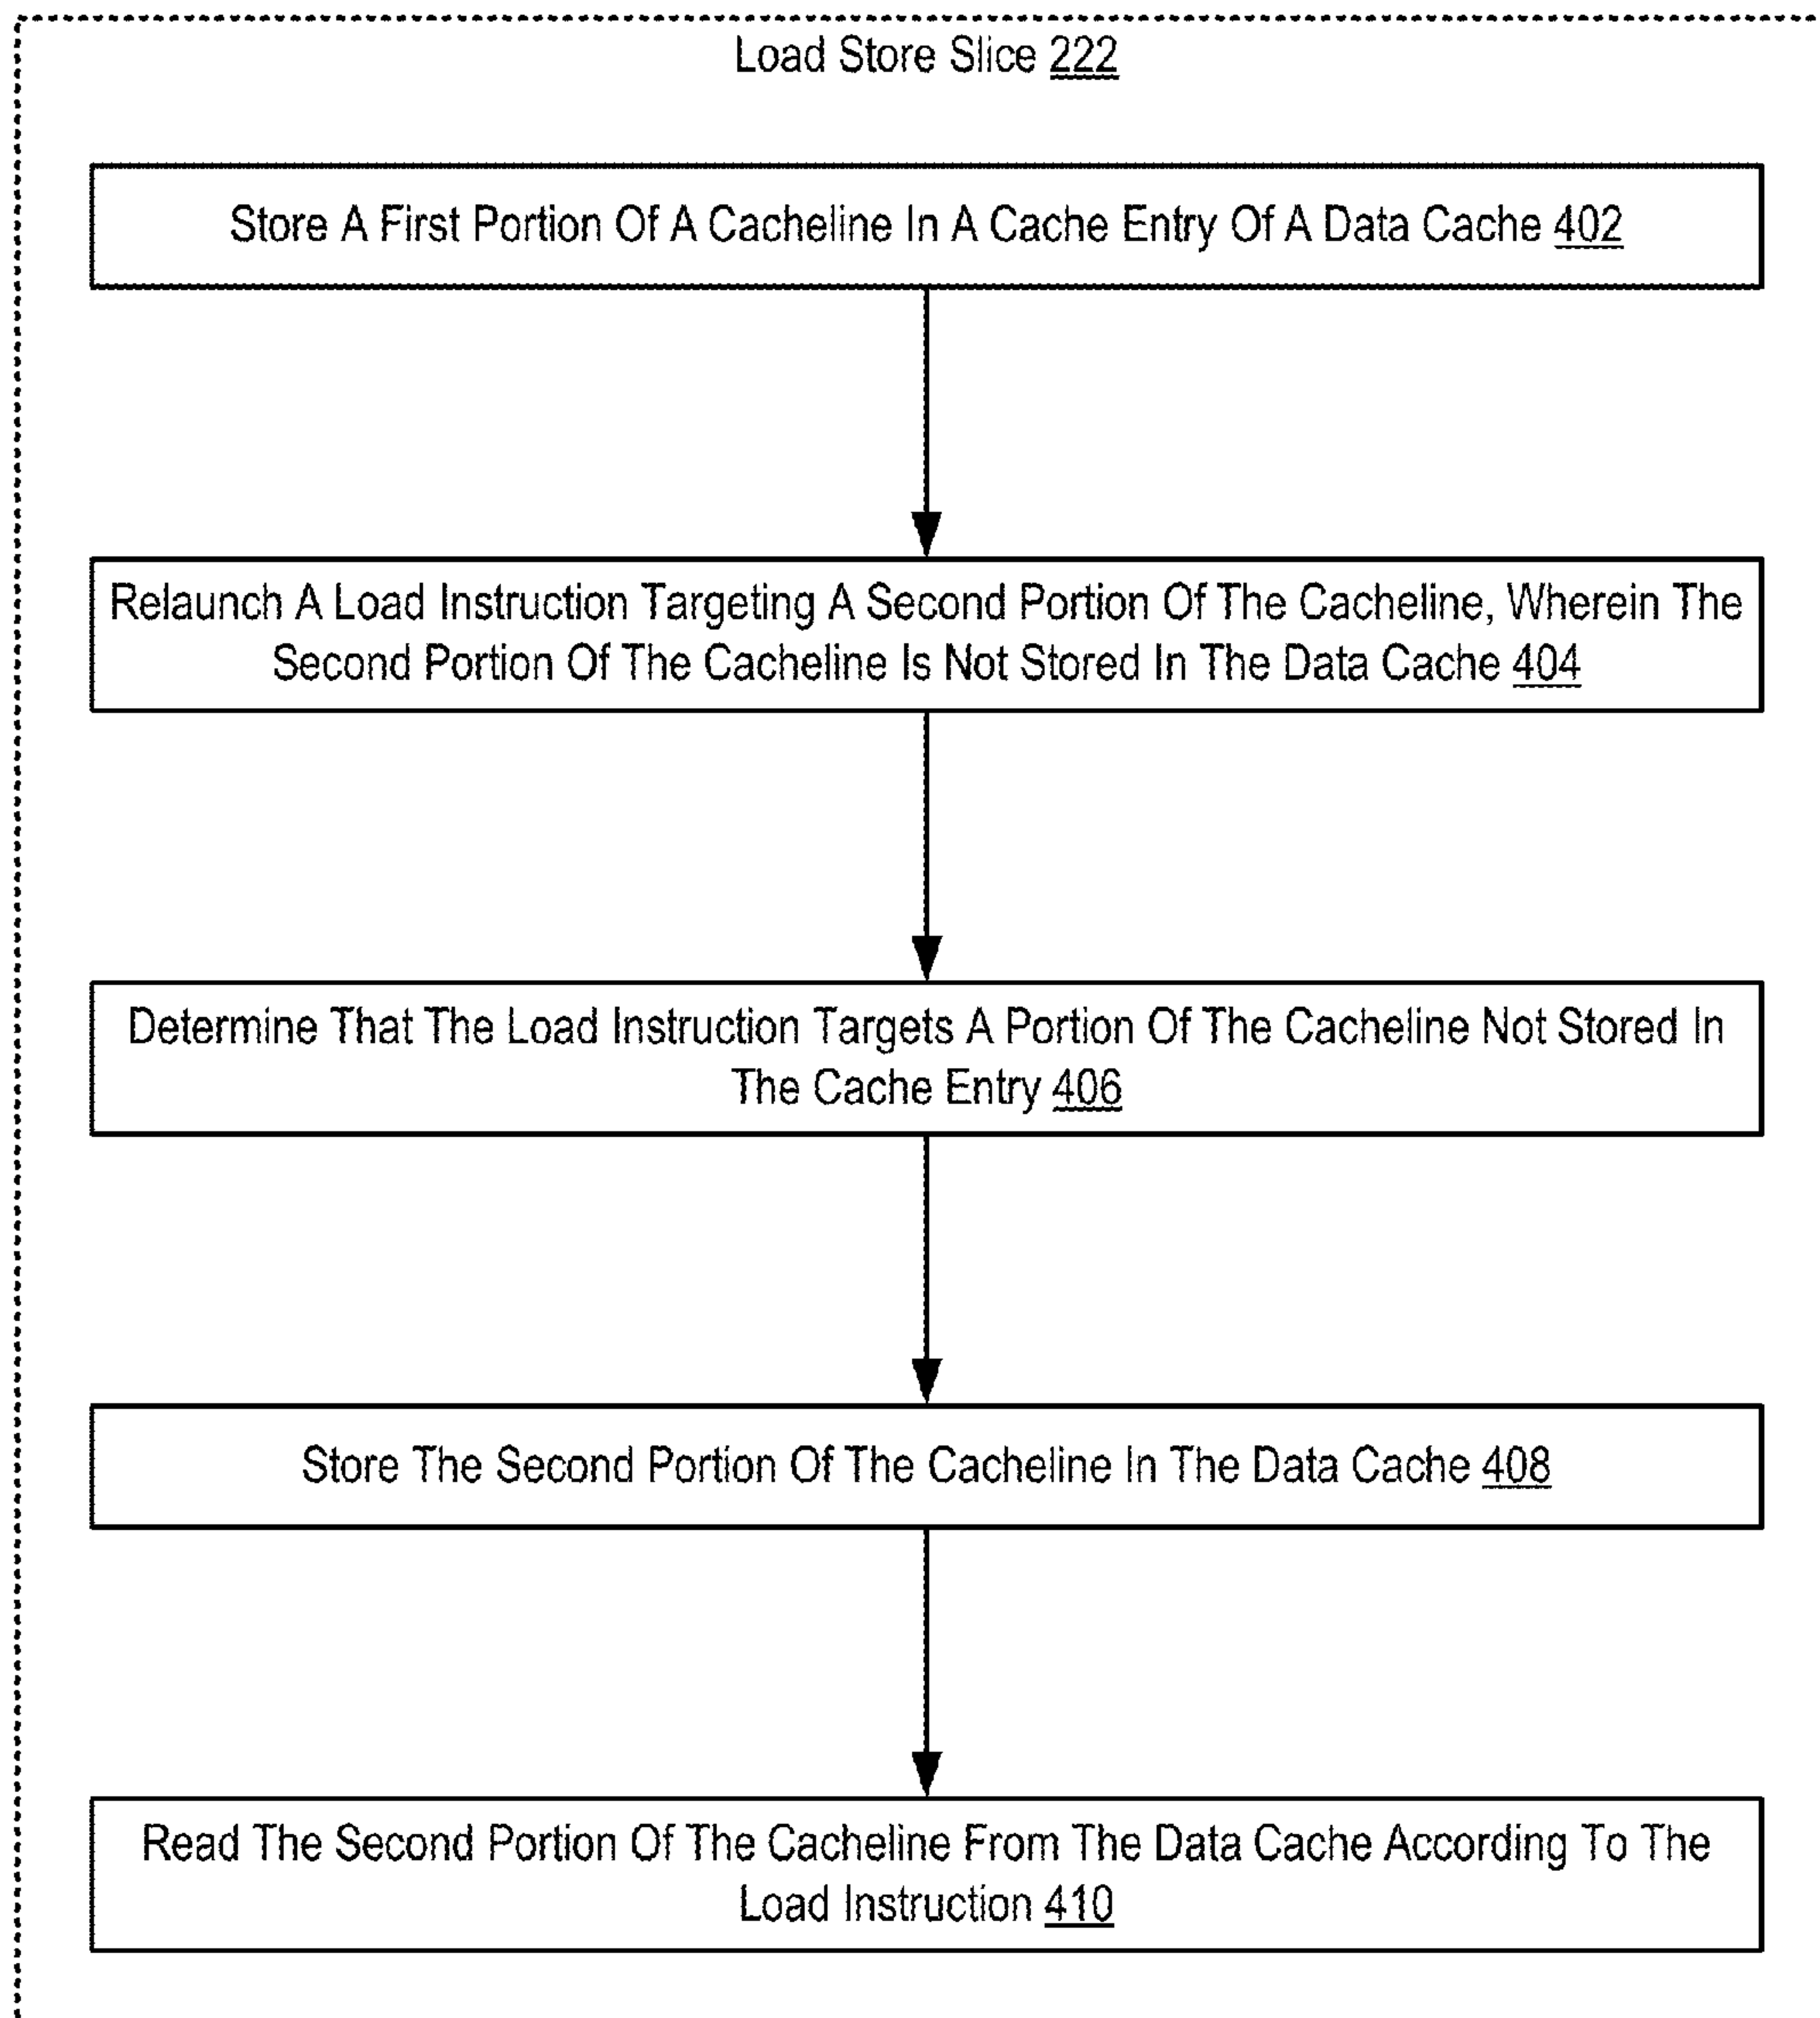 Load Store Slice 222
Store A First Portion Of A Cacheline In A Cache Entry Of A Data Cache 402
Relaunch A Load Instruction Targeting A Second Portion Of The Cacheline, Wherein The
Second Portion Of The Cacheline Is Not Stored In The Data Cache 404
Determine That The Load Instruction Targets A Portion Of The Cacheline Not Stored In
The Cache Entry 406
Store The Second Portion Of The Cacheline In The Data Cache 408
Read The Second Portion Of The Cacheline From The Data Cache According To The
Load Instruction 410